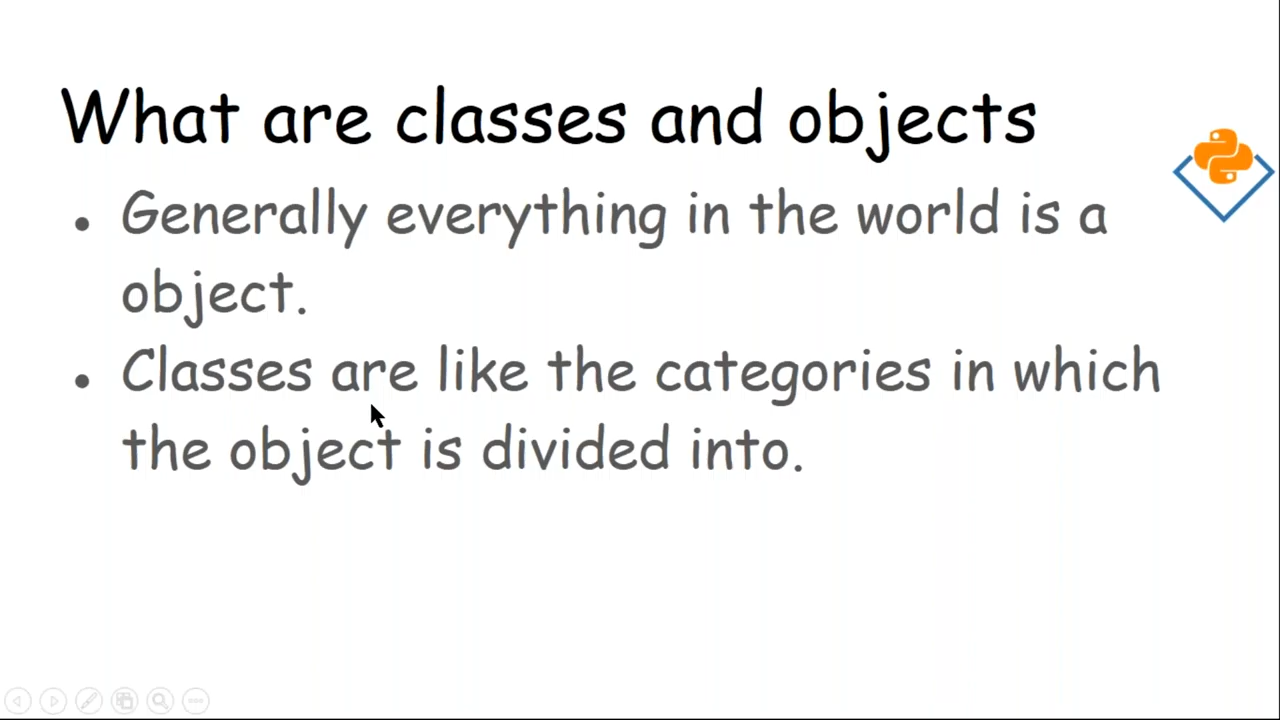 What are classes and objects
• Generally everything in the world is a
object.
• Classes are like the categories in which
the object is divided into.